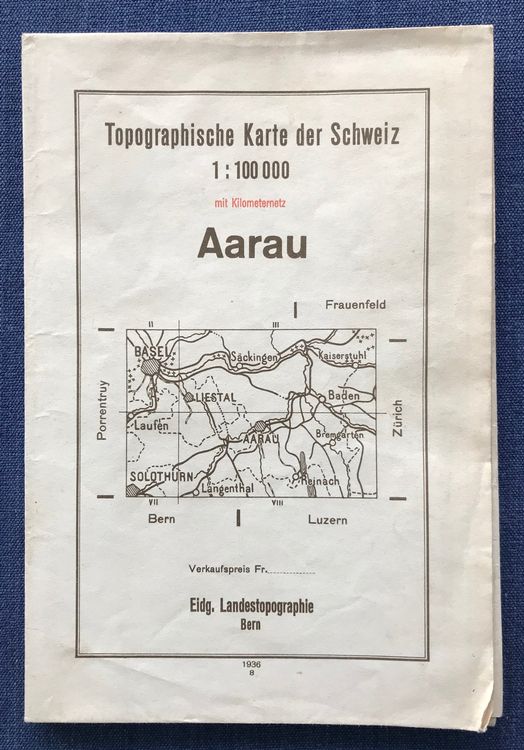 Topographische Karte der Schweiz
1:100 000
mit Kilometernetz
Aarau
Frauenfeld
II
III
BASEL
Säckingen
Kaiserstuhl
Porrentruy
LIESTAL
Baden
Zürich
Laufen
AARAU
Bremgarten
SOLOTHURN
Langenthal
Reinach
VII
VIII
Bern
Luzern
Verkaufspreis Fr.
Eidg. Landestopographie
Bern
1936
8